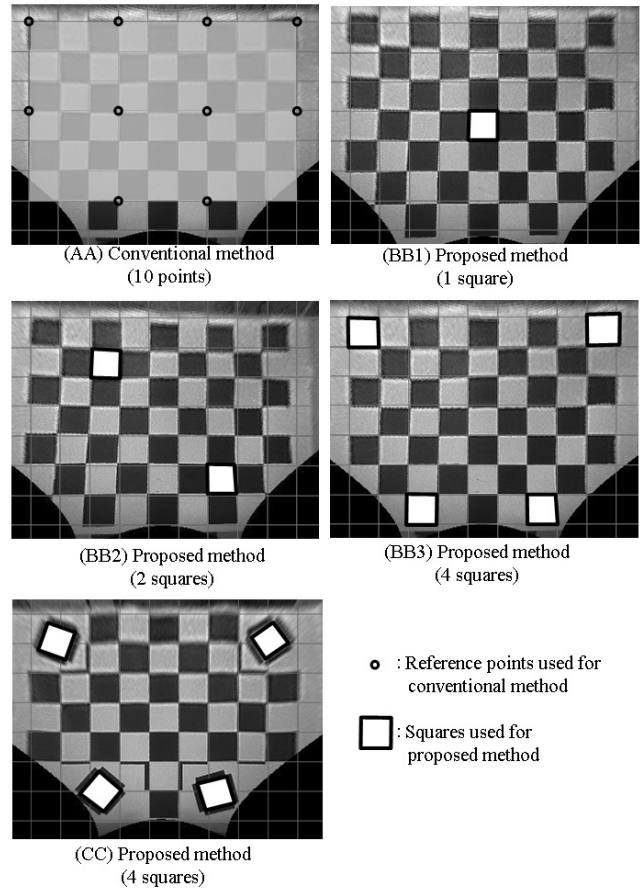 (AA) Conventional method
(10 points)
(BB1) Proposed method
(1 square)
(BB2) Proposed method
(2 squares)
(BB3) Proposed method
(4 squares)
(CC) Proposed method
(4 squares)
: Reference points used for
conventional method
: Squares used for
proposed method